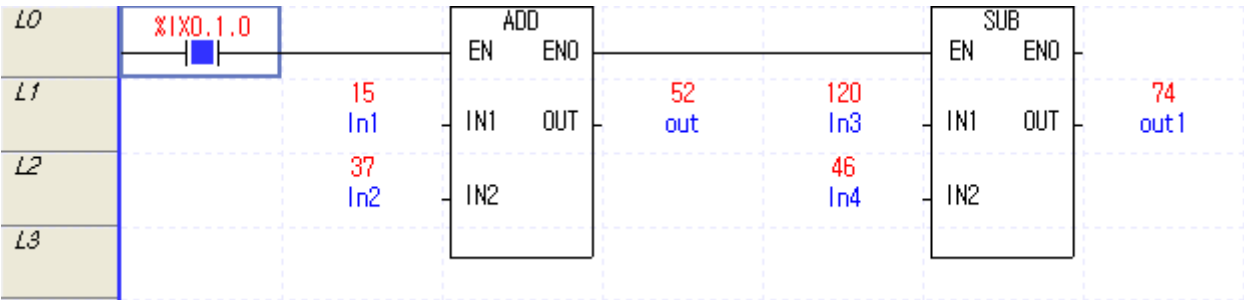 L0 %IX0.1.0 ADD SUB
EN ENO EN ENO
L1 15 52 120 74
In1 IN1 OUT out In3 IN1 OUT out1
L2 37 46
In2 IN2 In4 IN2
L3